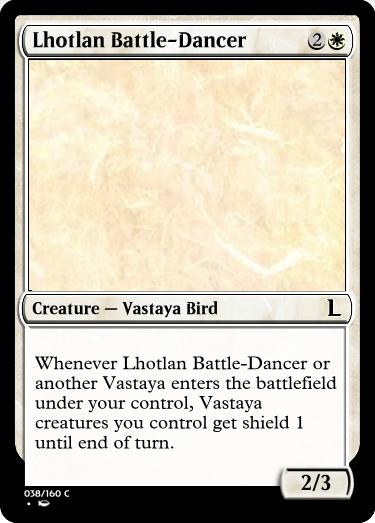 Lhotlan Battle-Dancer 2
Creature — Vastaya Bird L
Whenever Lhotlan Battle-Dancer or
another Vastaya enters the battlefield
under your control, Vastaya
creatures you control get shield 1
until end of turn.
2/3
038/160 C